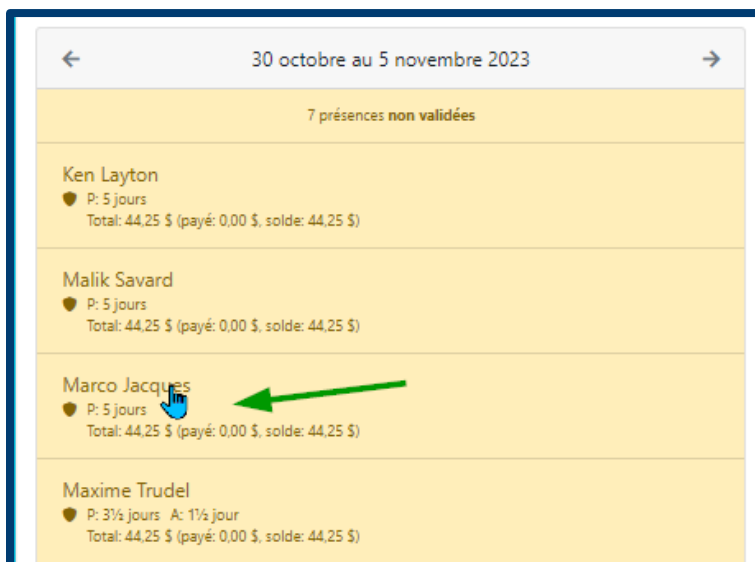 30 octobre au 5 novembre 2023
7 présences non validées
Ken Layton
P: 5 jours
Total: 44,25 $ (payé: 0,00 $, solde: 44,25 $)
Malik Savard
P: 5 jours
Total: 44,25 $ (payé: 0,00 $, solde: 44,25 $)
Marco Jacques
P: 5 jours
Total: 44,25 $ (payé: 0,00 $, solde: 44,25 $)
Maxime Trudel
P: 3½ jours A: 1½ jour
Total: 44,25 $ (payé: 0,00 $, solde: 44,25 $)